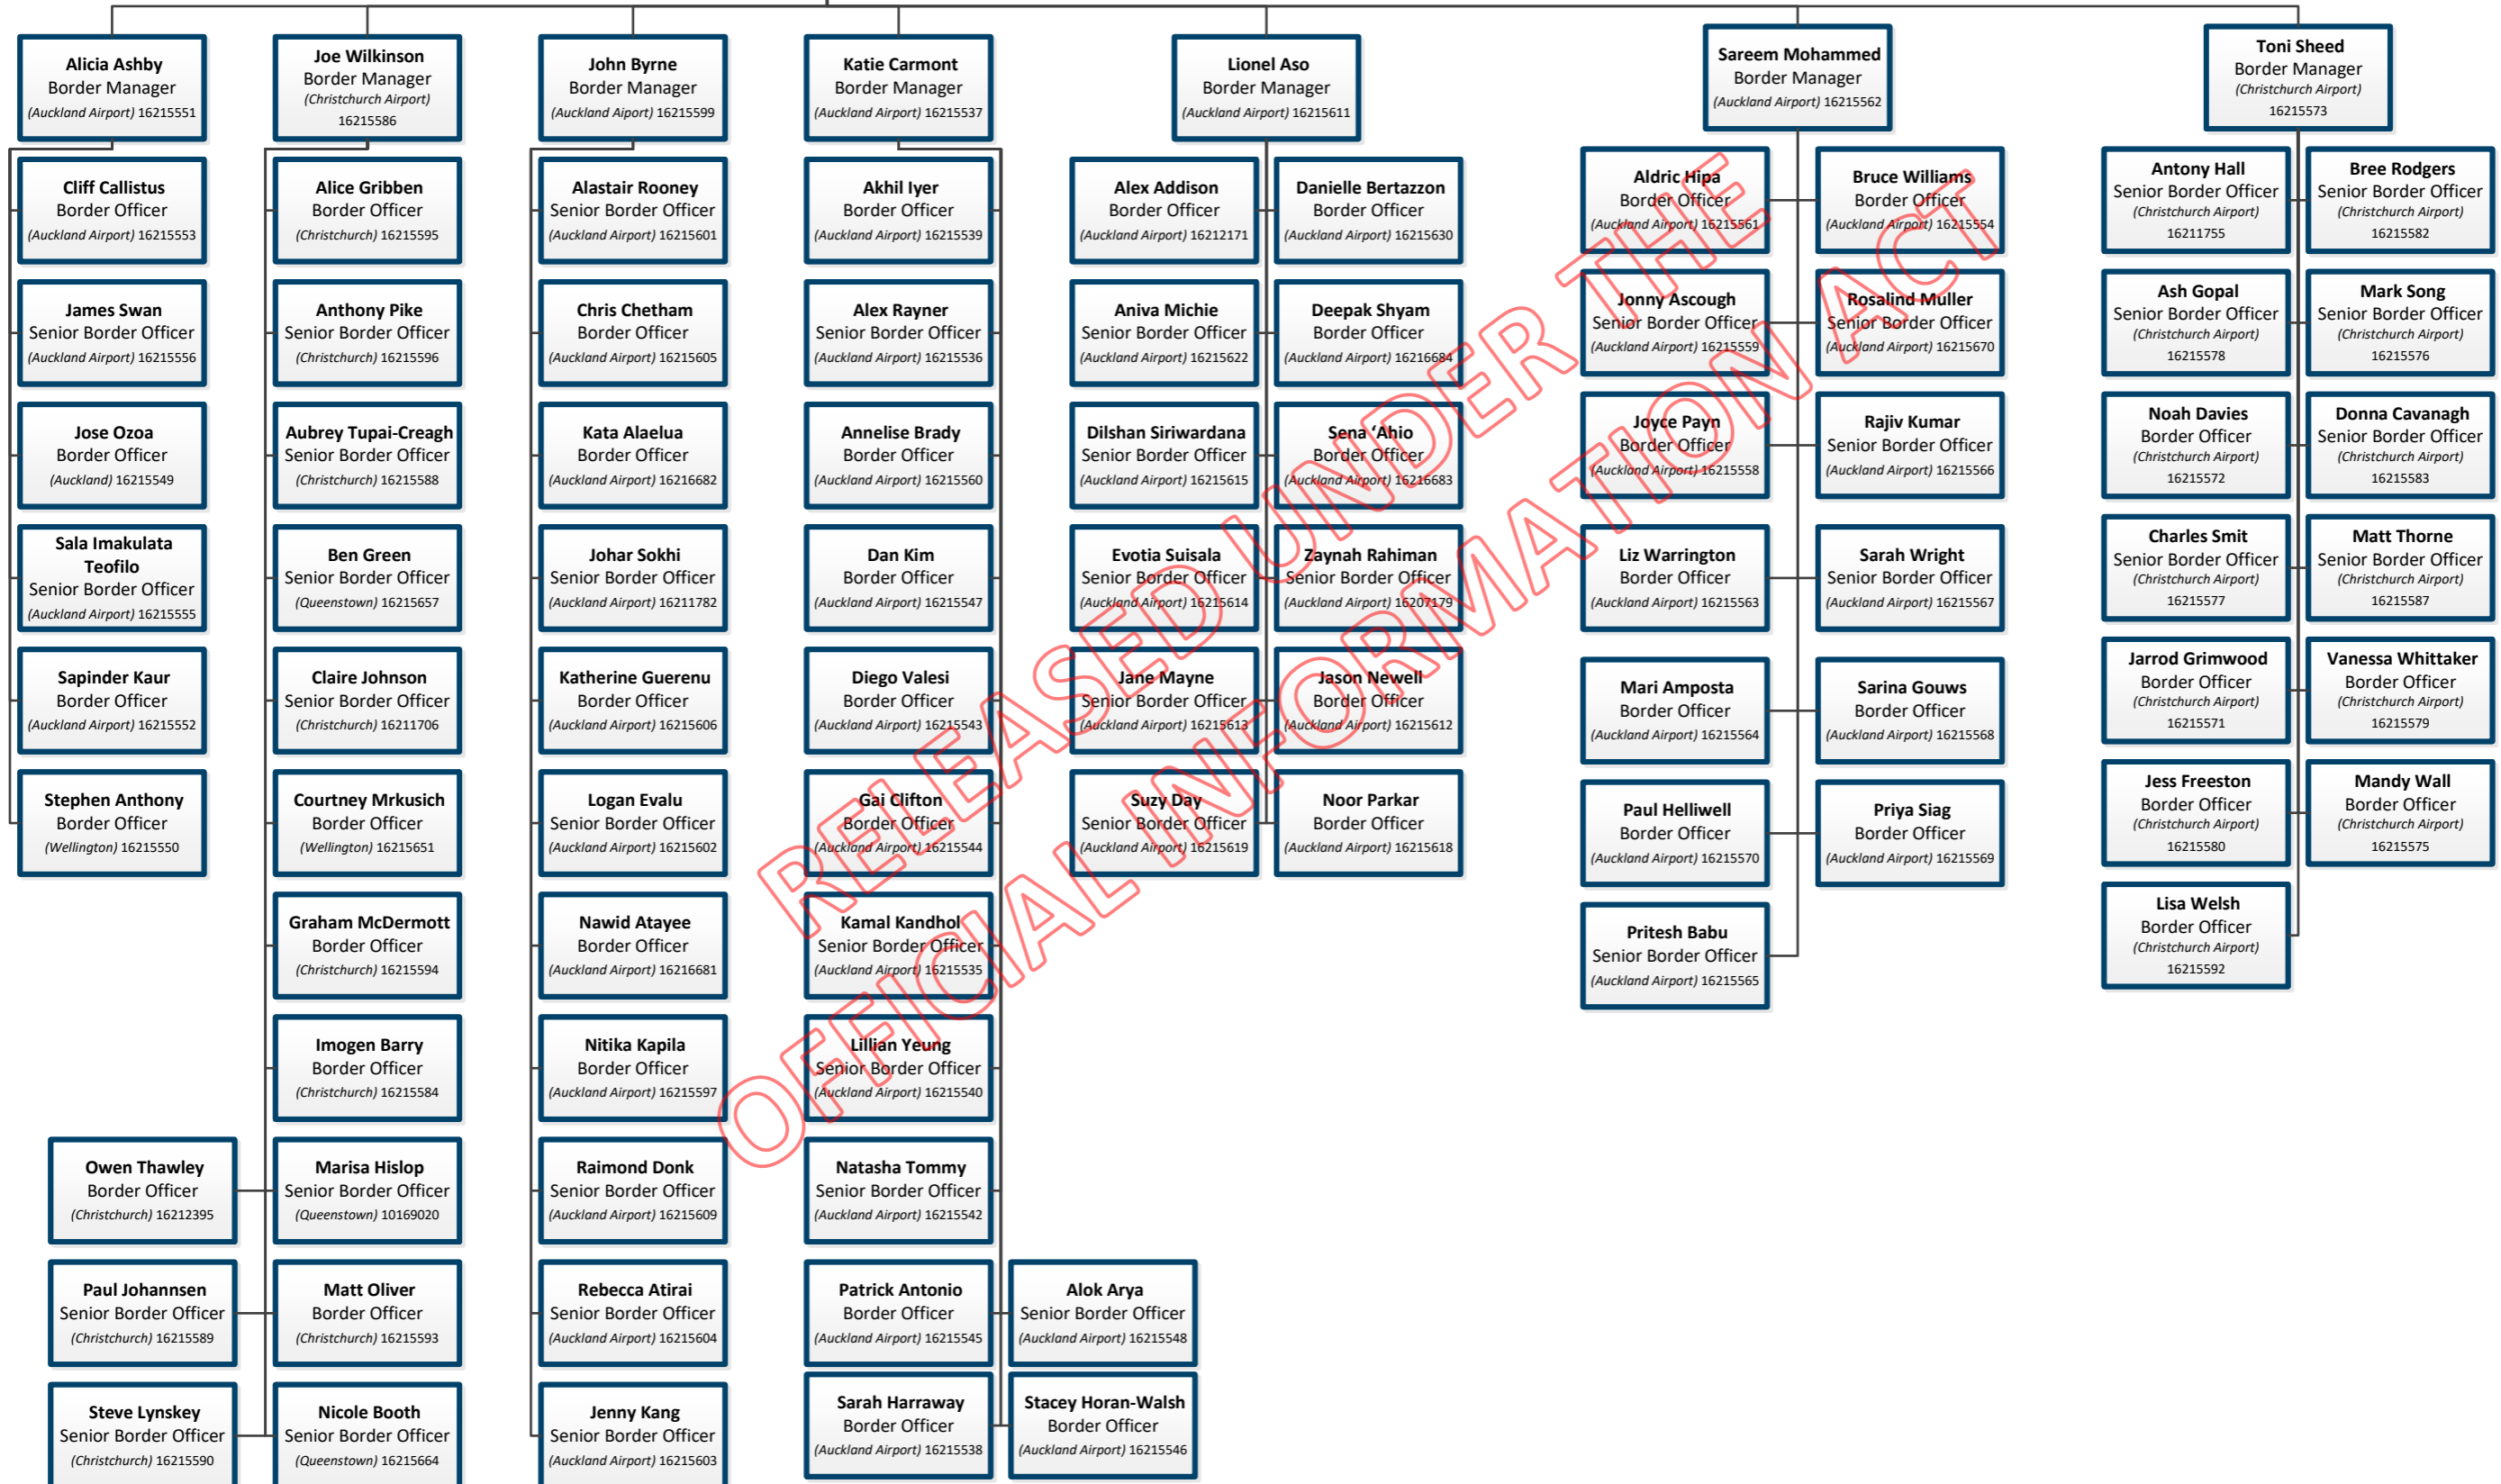 Alicia Ashby
Border Manager
(Auckland Airport) 16215551
Joe Wilkinson
Border Manager
(Christchurch Airport)
16215586
John Byrne
Border Manager
(Auckland Aiport) 16215599
Katie Carmont
Border Manager
(Auckland Airport) 16215537
Lionel Aso
Border Manager
(Auckland Airport) 16215611
Sareem Mohammed
Border Manager
(Auckland Airport) 16215562
Toni Sheed
Border Manager
(Christchurch Airport)
16215573
Cliff Callistus
Border Officer
(Auckland Airport) 16215553
James Swan
Senior Border Officer
(Auckland Airport) 16215556
Jose Ozoa
Border Officer
(Auckland) 16215549
Sala Imakulata
Teofilo
Senior Border Officer
(Auckland Airport) 16215555
Sapinder Kaur
Border Officer
(Auckland Airport) 16215552
Stephen Anthony
Border Officer
(Wellington) 16215550
Alice Gribben
Border Officer
(Christchurch) 16215595
Anthony Pike
Senior Border Officer
(Christchurch) 16215596
Aubrey Tupai-Creagh
Senior Border Officer
(Christchurch) 16215588
Ben Green
Senior Border Officer
(Queenstown) 16215657
Claire Johnson
Senior Border Officer
(Christchurch) 16211706
Courtney Mrkusich
Border Officer
(Wellington) 16215651
Graham McDermott
Border Officer
(Christchurch) 16215594
Imogen Barry
Border Officer
(Christchurch) 16215584
Owen Thawley
Border Officer
(Christchurch) 16212395
Marisa Hislop
Senior Border Officer
(Queenstown) 10169020
Paul Johannsen
Senior Border Officer
(Christchurch) 16215589
Matt Oliver
Border Officer
(Christchurch) 16215593
Steve Lynskey
Senior Border Officer
(Christchurch) 16215590
Nicole Booth
Senior Border Officer
(Queenstown) 16215664
Alastair Rooney
Senior Border Officer
(Auckland Airport) 16215601
Chris Chetham
Border Officer
(Auckland Airport) 16215605
Kata Alaelua
Border Officer
(Auckland Airport) 16216682
Johar Sokhi
Senior Border Officer
(Auckland Airport) 16211782
Katherine Guerenu
Border Officer
(Auckland Airport) 16215606
Logan Evalu
Senior Border Officer
(Auckland Airport) 16215602
Nawid Atayee
Border Officer
(Auckland Airport) 16216681
Nitika Kapila
Border Officer
(Auckland Airport) 16215597
Raimond Donk
Senior Border Officer
(Auckland Airport) 16215609
Rebecca Atirai
Senior Border Officer
(Auckland Airport) 16215604
Jenny Kang
Senior Border Officer
(Auckland Airport) 16215603
Akhil Iyer
Border Officer
(Auckland Airport) 16215539
Alex Rayner
Senior Border Officer
(Auckland Airport) 16215536
Annelise Brady
Border Officer
(Auckland Airport) 16215560
Dan Kim
Border Officer
(Auckland Airport) 16215547
Diego Valesi
Border Officer
(Auckland Airport) 16215543
Gai Clifton
Border Officer
(Auckland Airport) 16215544
Kamal Kandhol
Senior Border Officer
(Auckland Airport) 16215535
Lillian Yeung
Senior Border Officer
(Auckland Airport) 16215540
Natasha Tommy
Senior Border Officer
(Auckland Airport) 16215542
Patrick Antonio
Border Officer
(Auckland Airport) 16215545
Alok Arya
Senior Border Officer
(Auckland Airport) 16215548
Sarah Harraway
Border Officer
(Auckland Airport) 16215538
Stacey Horan-Walsh
Border Officer
(Auckland Airport) 16215546
Alex Addison
Border Officer
(Auckland Airport) 16212171
Danielle Bertazzon
Border Officer
(Auckland Airport) 16215630
Aniva Michie
Senior Border Officer
(Auckland Airport) 16215622
Deepak Shyam
Border Officer
(Auckland Airport) 16216684
Dilshan Siriwardana
Senior Border Officer
(Auckland Airport) 16215615
Sena ‘Ahio
Border Officer
(Auckland Airport) 16216683
Evotia Suisala
Senior Border Officer
(Auckland Airport) 16215614
Zaynah Rahiman
Senior Border Officer
(Auckland Airport) 16207179
Jane Mayne
Senior Border Officer
(Auckland Airport) 16215613
Jason Newell
Border Officer
(Auckland Airport) 16215612
Suzy Day
Senior Border Officer
(Auckland Airport) 16215619
Noor Parkar
Border Officer
(Auckland Airport) 16215618
Aldric Hipa
Border Officer
(Auckland Airport) 16215561
Bruce Williams
Border Officer
(Auckland Airport) 16215554
Jonny Ascough
Senior Border Officer
(Auckland Airport) 16215559
Rosalind Muller
Senior Border Officer
(Auckland Airport) 16215670
Joyce Payn
Border Officer
(Auckland Airport) 16215558
Rajiv Kumar
Senior Border Officer
(Auckland Airport) 16215566
Liz Warrington
Border Officer
(Auckland Airport) 16215563
Sarah Wright
Senior Border Officer
(Auckland Airport) 16215567
Mari Amposta
Border Officer
(Auckland Airport) 16215564
Sarina Gouws
Border Officer
(Auckland Airport) 16215568
Paul Helliwell
Border Officer
(Auckland Airport) 16215570
Priya Siag
Border Officer
(Auckland Airport) 16215569
Pritesh Babu
Senior Border Officer
(Auckland Airport) 16215565
Antony Hall
Senior Border Officer
(Christchurch Airport)
16211755
Bree Rodgers
Senior Border Officer
(Christchurch Airport)
16215582
Ash Gopal
Senior Border Officer
(Christchurch Airport)
16215578
Mark Song
Senior Border Officer
(Christchurch Airport)
16215576
Noah Davies
Border Officer
(Christchurch Airport)
16215572
Donna Cavanagh
Senior Border Officer
(Christchurch Airport)
16215583
Charles Smit
Senior Border Officer
(Christchurch Airport)
16215577
Matt Thorne
Senior Border Officer
(Christchurch Airport)
16215587
Jarrod Grimwood
Border Officer
(Christchurch Airport)
16215571
Vanessa Whittaker
Border Officer
(Christchurch Airport)
16215579
Jess Freeston
Border Officer
(Christchurch Airport)
16215580
Mandy Wall
Border Officer
(Christchurch Airport)
16215575
Lisa Welsh
Border Officer
(Christchurch Airport)
16215592
RELEASED UNDER THE
OFFICIAL INFORMATION ACT